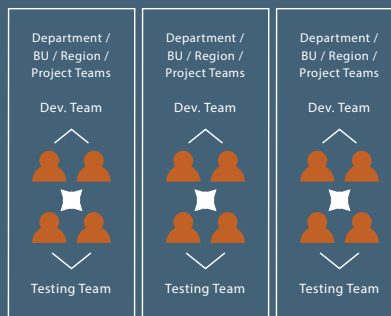 Department /
BU / Region /
Project Teams
Dev. Team
Testing Team
Department /
BU / Region /
Project Teams
Dev. Team
Testing Team
Department /
BU / Region /
Project Teams
Dev. Team
Testing Team